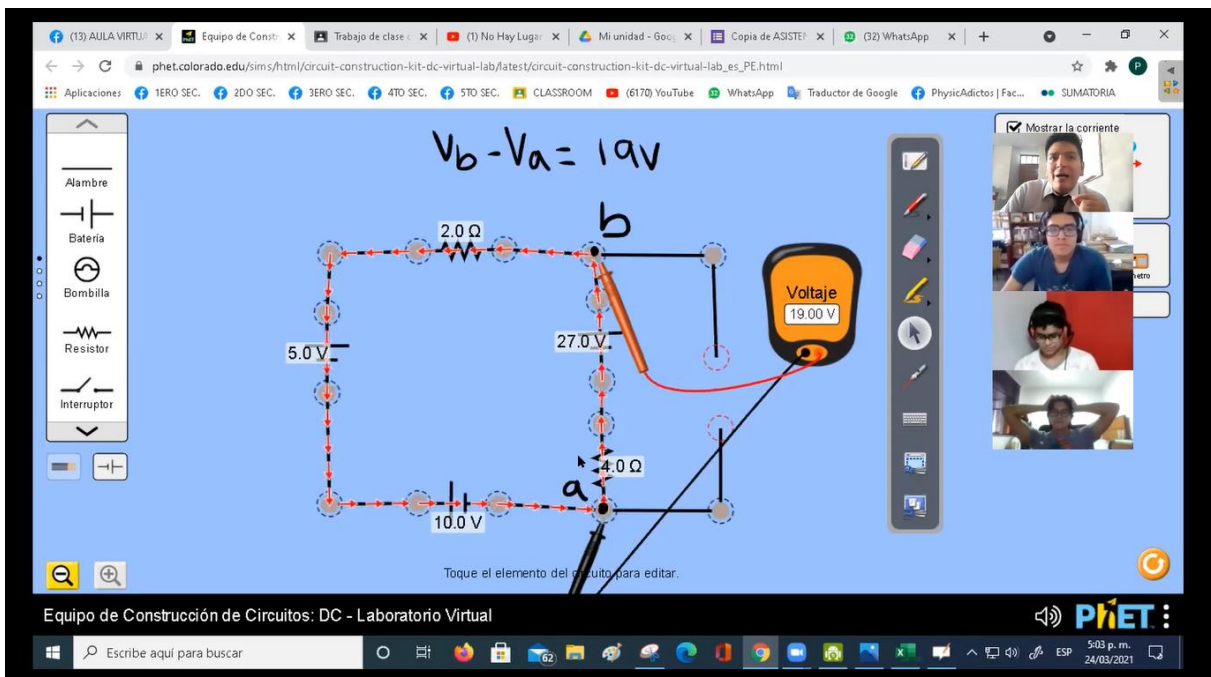 (13) AULA VIRTUA
Equipo de Constr
Trabajo de clase
(1) No Hay Lugar
Mi unidad - Goog
Copia de ASISTEN
(32) WhatsApp
phet.colorado.edu/sims/html/circuit-construction-kit-dc-virtual-lab/latest/circuit-construction-kit-dc-virtual-lab_es_PE.html
P
Aplicaciones
1ERO SEC.
2DO SEC.
3ERO SEC.
4TO SEC.
5TO SEC.
CLASSROOM
(6170) YouTube
WhatsApp
Traductor de Google
PhysicAdictos | Fac...
SUMATORIA
Mostrar la corriente
Vb - Va = 19V
Alambre
Batería
Bombilla
Resistor
Interruptor
b
2.0 Ω
Voltaje
19.00 V
27.0 V
5.0 V
4.0 Ω
a
10.0 V
Toque el elemento del circuito para editar.
Equipo de Construcción de Circuitos: DC - Laboratorio Virtual
PhET
Escribe aquí para buscar
62
ESP
5:03 p. m.
24/03/2021